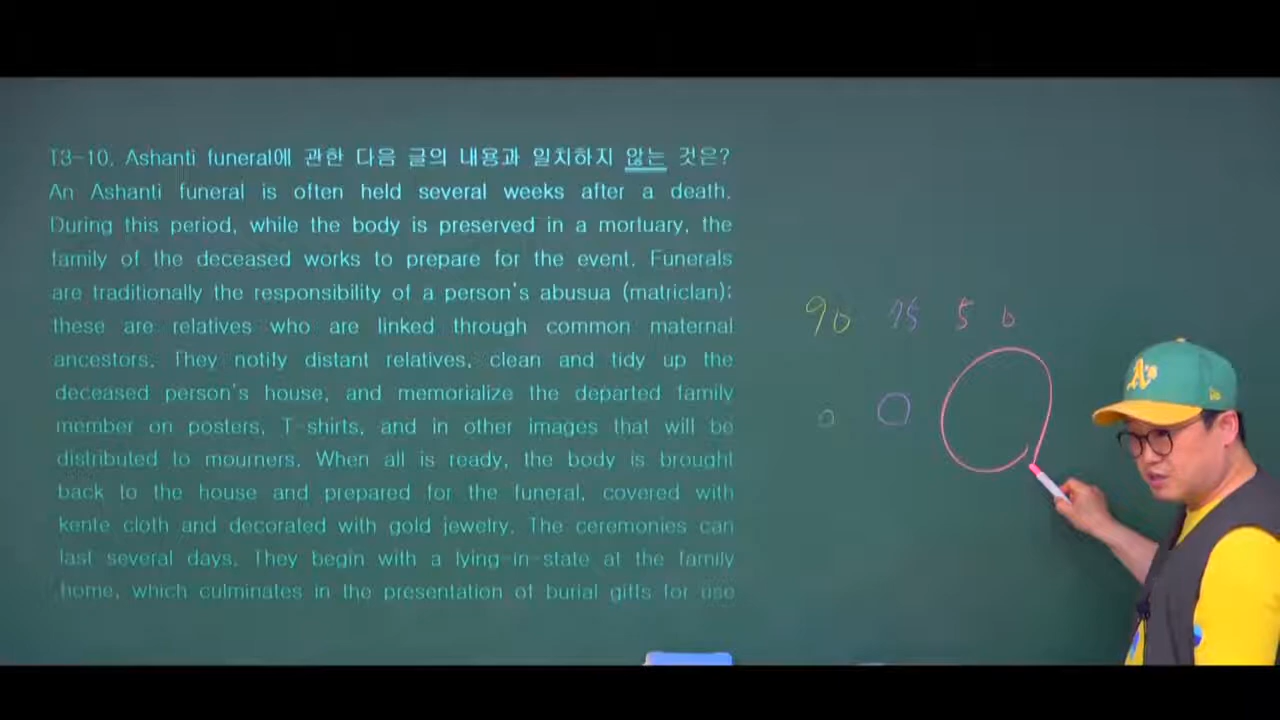 T3-10. Ashanti funeral에 관한 다음 글의 내용과 일치하지 않는 것은?
An Ashanti funeral is often held several weeks after a death.
During this period, while the body is preserved in a mortuary, the
family of the deceased works to prepare for the event. Funerals
are traditionally the responsibility of a person's abusua (matriclan);
these are relatives who are linked through common maternal
ancestors. They notify distant relatives, clean and tidy up the
deceased person's house, and memorialize the departed family
member on posters, T-shirts, and in other images that will be
distributed to mourners. When all is ready, the body is brought
back to the house and prepared for the funeral, covered with
kente cloth and decorated with gold jewelry. The ceremonies can
last several days. They begin with a lying in state at the family
home, which culminates in the presentation of burial gifts for use
A's